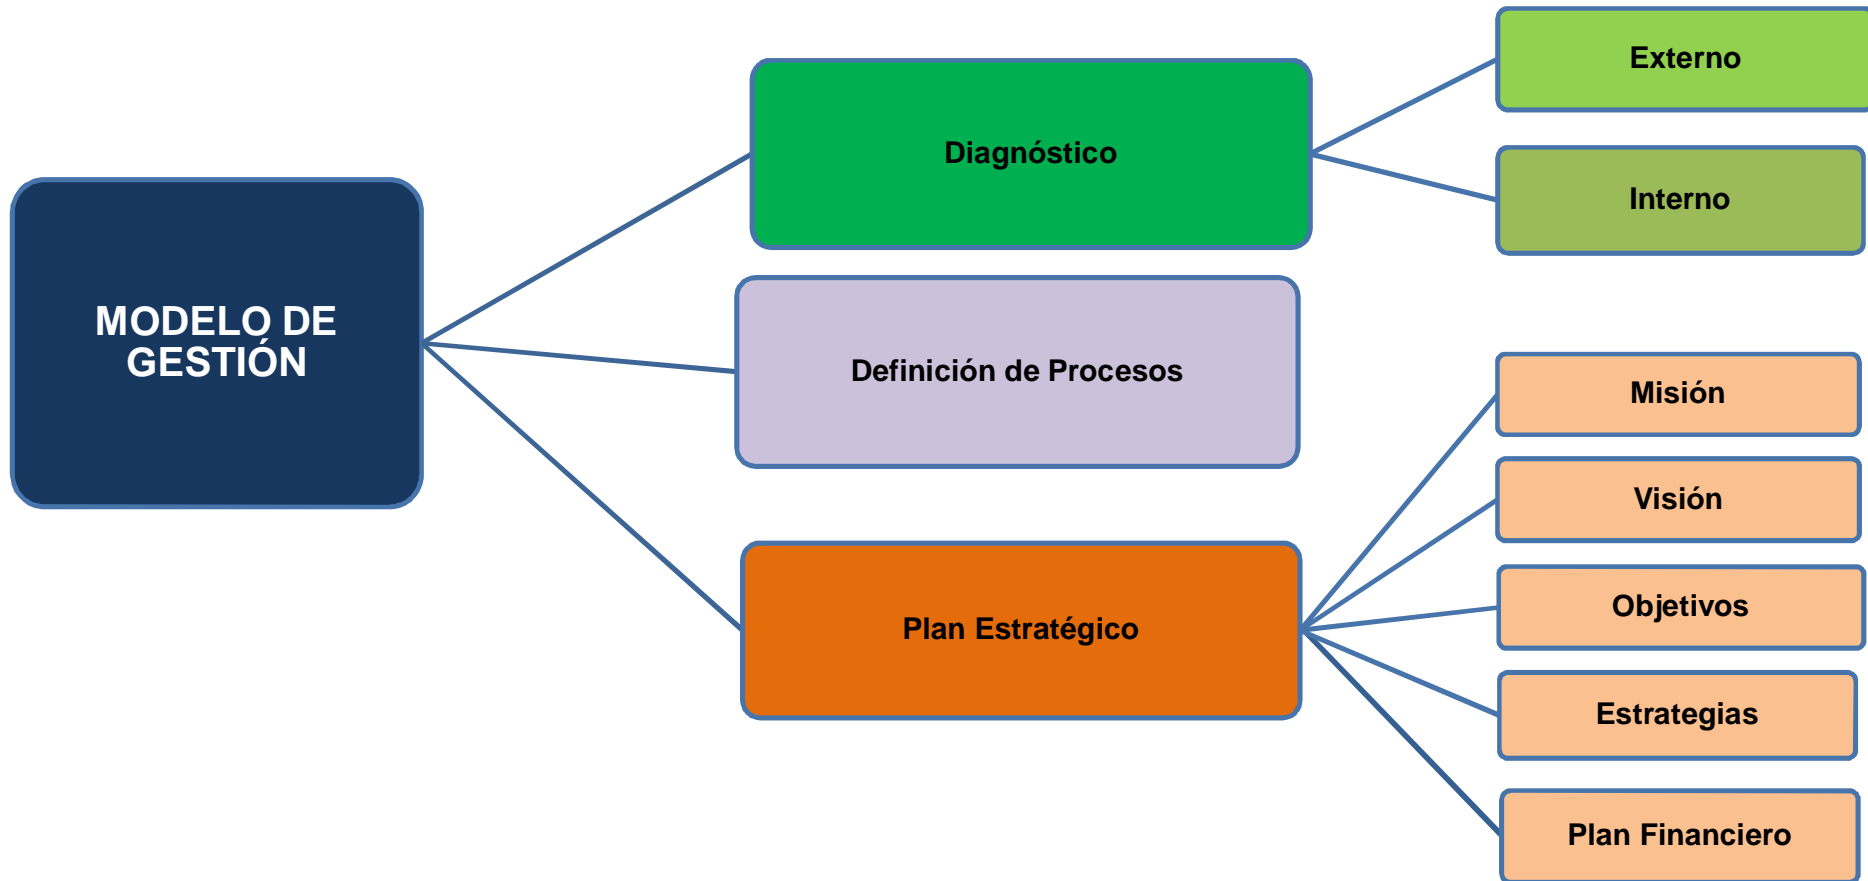 MODELO DE
GESTIÓN
Diagnóstico
Externo
Interno
Definición de Procesos
Plan Estratégico
Misión
Visión
Objetivos
Estrategias
Plan Financiero